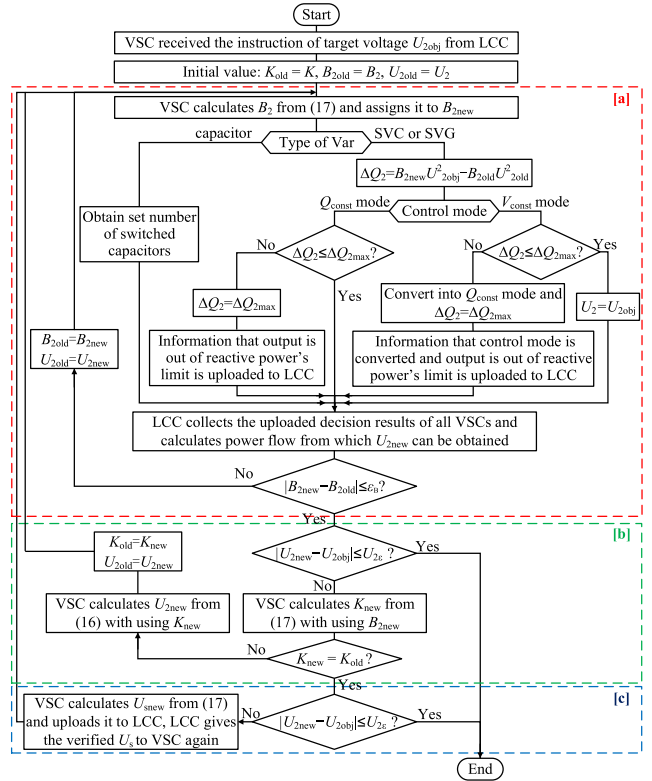 Start
VSC received the instruction of target voltage U2obj from LCC
Initial value: Kold = K, B2old = B2, U2old = U2
[a]
VSC calculates B2 from (17) and assigns it to B2new
capacitor
Type of Var
SVC or SVG
ΔQ2=B2newU²2obj−B2oldU²2old
Obtain set number
of switched
capacitors
Qconst mode
Control mode
Vconst mode
No
ΔQ2≤ΔQ2max?
No
ΔQ2≤ΔQ2max?
Yes
ΔQ2=ΔQ2max
Yes
Convert into Qconst mode and
ΔQ2=ΔQ2max
U2=U2obj
B2old=B2new
U2old=U2new
Information that output is
out of reactive power's
limit is uploaded to LCC
Information that control mode is
converted and output is out of reactive
power's limit is uploaded to LCC
LCC collects the uploaded decision results of all VSCs and
calculates power flow from which U2new can be obtained
No
|B2new−B2old|≤εB?
Yes
[b]
Kold=Knew
U2old=U2new
|U2new−U2obj|≤U2ε ?
Yes
No
VSC calculates U2new from
(16) with using Knew
VSC calculates Knew from
(17) with using B2new
No
Knew = Kold ?
Yes
[c]
VSC calculates Usnew from (17)
and uploads it to LCC, LCC gives
the verified Us to VSC again
No
|U2new−U2obj|≤U2ε ?
Yes
End